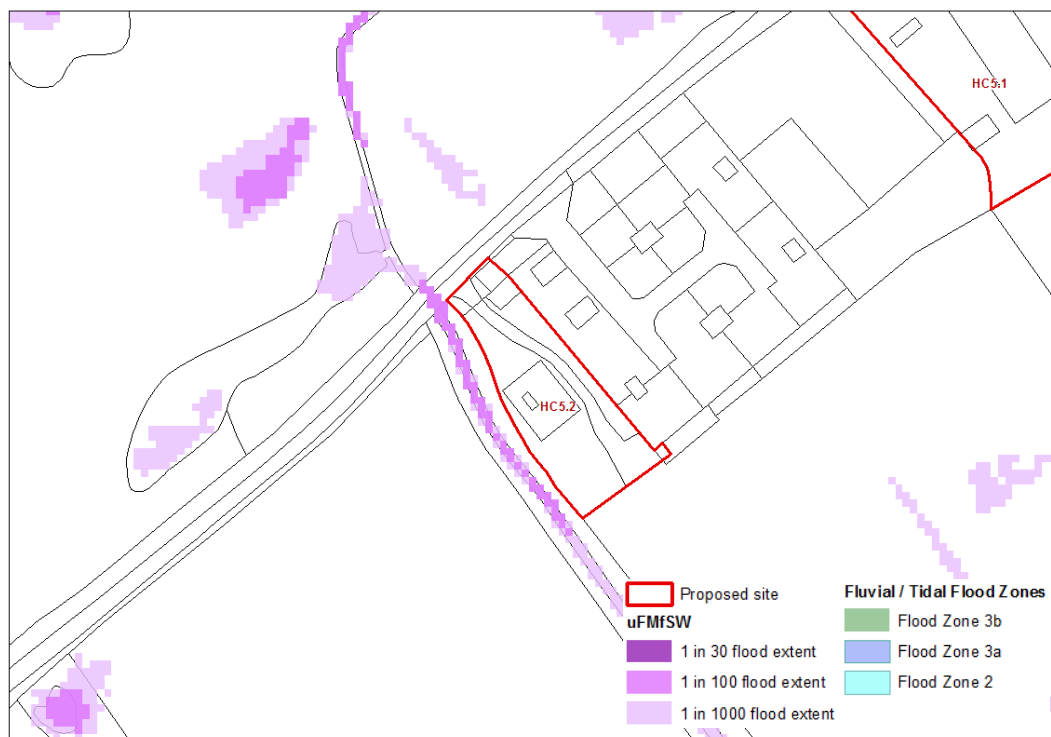 HC5.1
HC5.2
Proposed site
uFMfSW
1 in 30 flood extent
1 in 100 flood extent
1 in 1000 flood extent
Fluvial / Tidal Flood Zones
Flood Zone 3b
Flood Zone 3a
Flood Zone 2